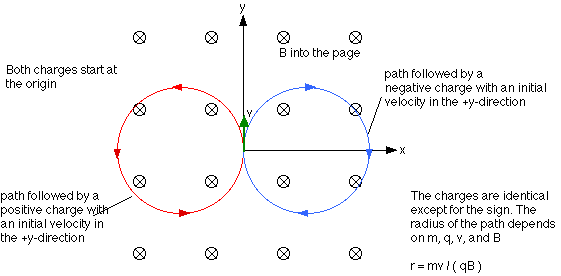 y
B into the page
Both charges start at
the origin
path followed by a
negative charge with an initial
velocity in the +y-direction
v
x
path followed by a
positive charge with
an initial velocity in
the +y-direction
The charges are identical
except for the sign. The
radius of the path depends
on m, q, v, and B
r = mv / ( qB )